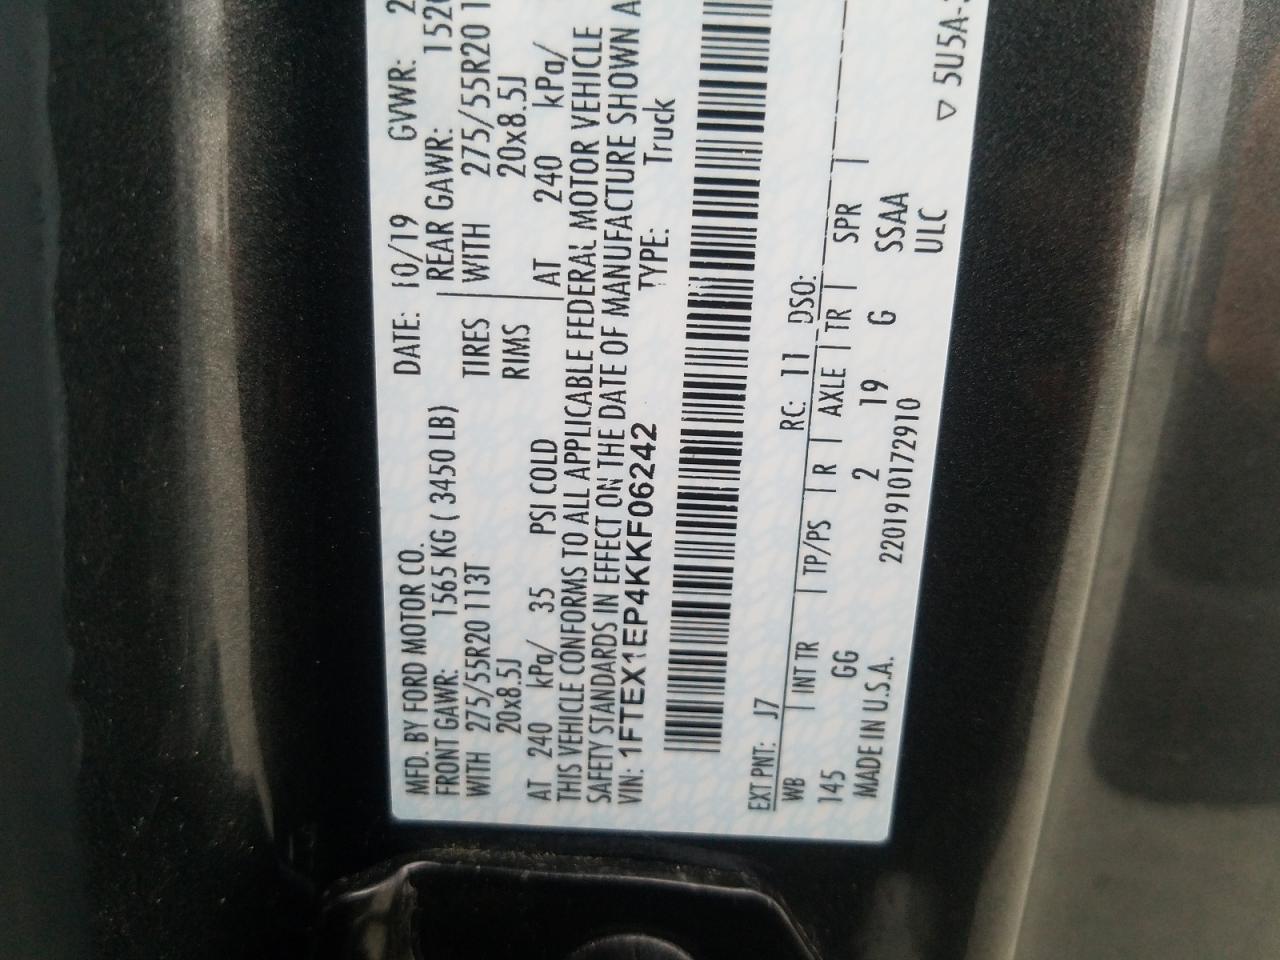 MFD. BY FORD MOTOR CO.
DATE: 10/19 GVWR:
FRONT GAWR: 1565 KG ( 3450 LB)
REAR GAWR:
WITH 275/55R20 113T
TIRES
WITH 275/55R20
20x8.5J
RIMS
20x8.5J
AT 240 kPa/ 35 PSI COLD
AT 240 kPa/
THIS VEHICLE CONFORMS TO ALL APPLICABLE FEDERAL MOTOR VEHICLE
SAFETY STANDARDS IN EFFECT ON THE DATE OF MANUFACTURE SHOWN A
VIN: 1FTEX1EP4KKF06242
TYPE: Truck
EXT PNT: J7 RC: 11 DSO:
WB | INT TR | TP/PS | R | AXLE | TR | SPR |
145 GG 2 19 G SSAA
MADE IN U.S.A. 2201910172910 ULC
▽ 5U5A-